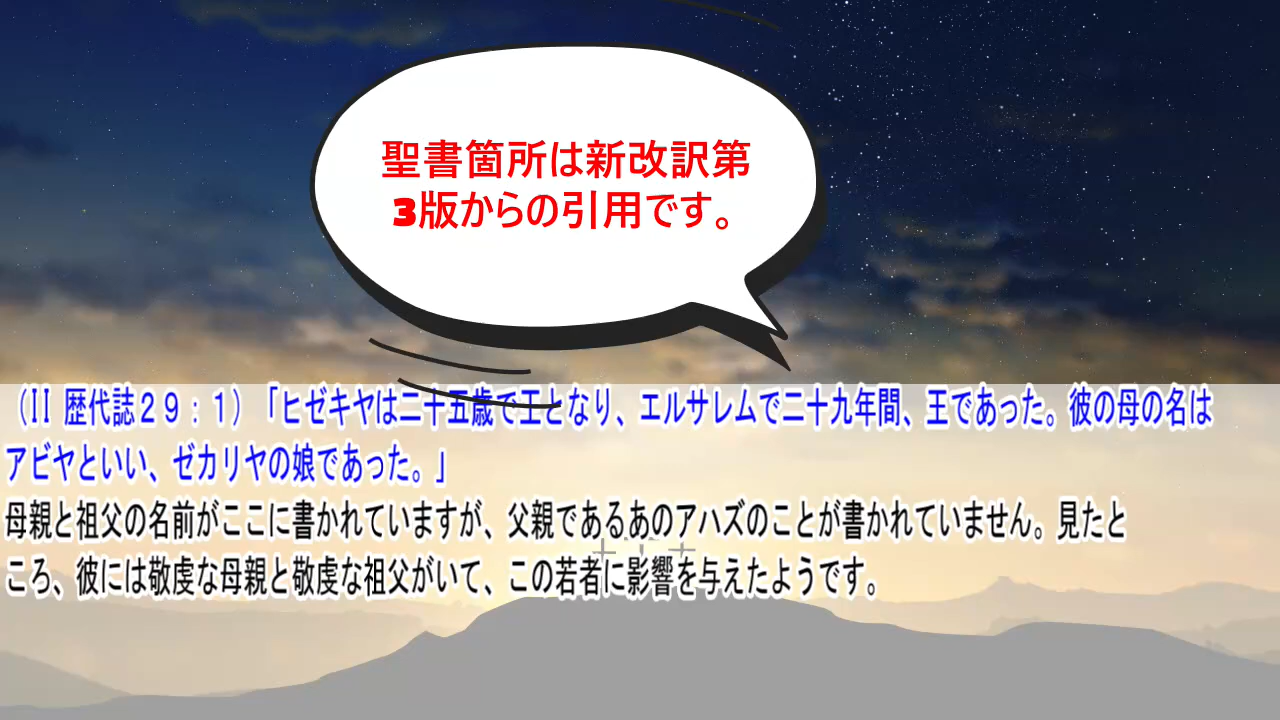 聖書箇所は新改訳第
3版からの引用です。
(II 歴代誌２９：１)「ヒゼキヤは二十五歳で王となり、エルサレムで二十九年間、王であった。彼の母の名は
アビヤといい、ゼカリヤの娘であった。」
母親と祖父の名前がここに書かれていますが、父親であるあのアハズのことが書かれていません。見たと
ころ、彼には敬虔な母親と敬虔な祖父がいて、この若者に影響を与えたようです。